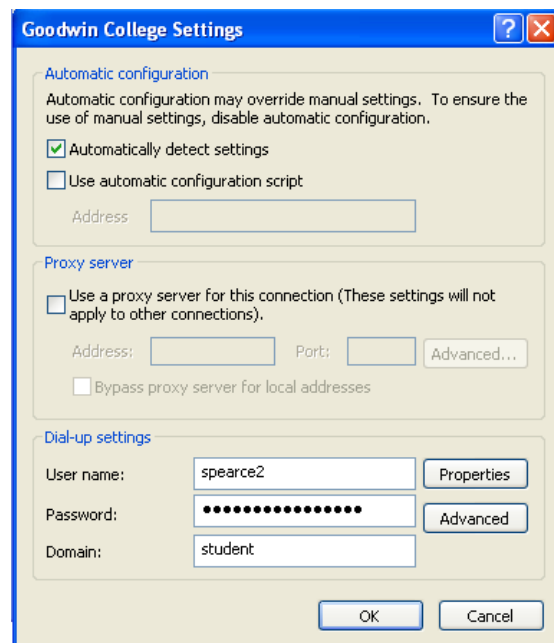 Goodwin College Settings
Automatic configuration
Automatic configuration may override manual settings. To ensure the
use of manual settings, disable automatic configuration.
Automatically detect settings
Use automatic configuration script
Address
Proxy server
Use a proxy server for this connection (These settings will not
apply to other connections).
Address: Port: Advanced...
Bypass proxy server for local addresses
Dial-up settings
User name: spearce2 Properties
Password: ●●●●●●●●●●●●●●●● Advanced
Domain: student
OK Cancel